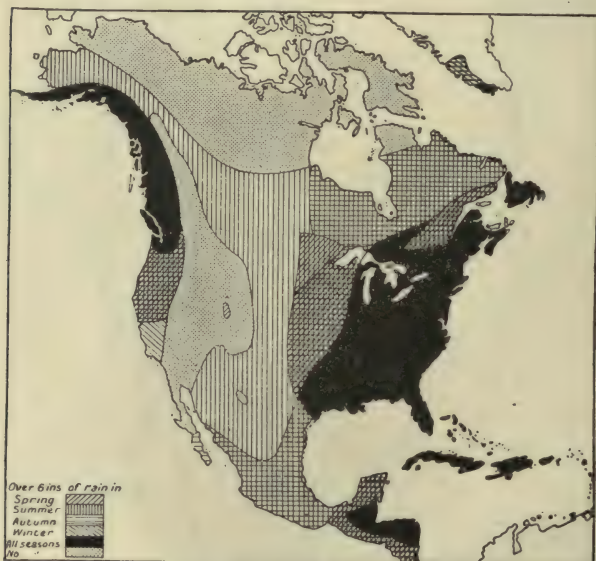 Over 6ins of rain in
Spring
Summer
Autumn
Winter
All seasons
No "